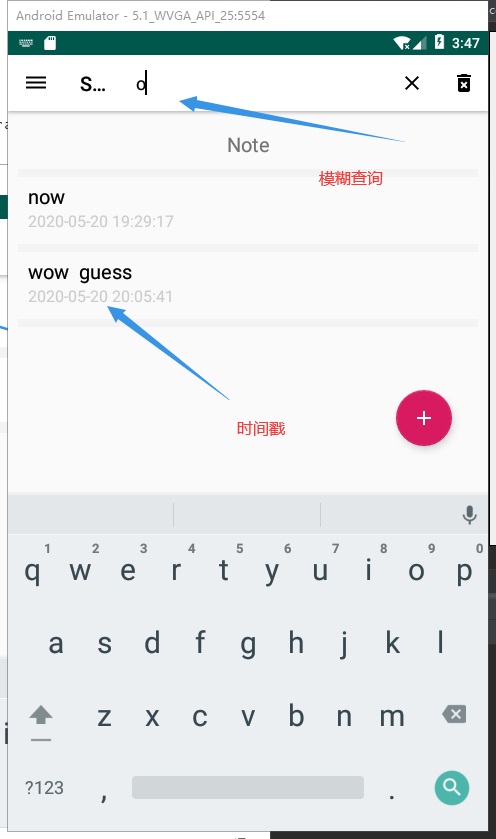 Android Emulator - 5.1_WVGA_API_25:5554
3:47
S... o
Note
模糊查询
now
2020-05-20 19:29:17
wow guess
2020-05-20 20:05:41
时间戳
+
1 2 3 4 5 6 7 8 9 0
q w e r t y u i o p
a s d f g h j k l
z x c v b n m
?123 , .